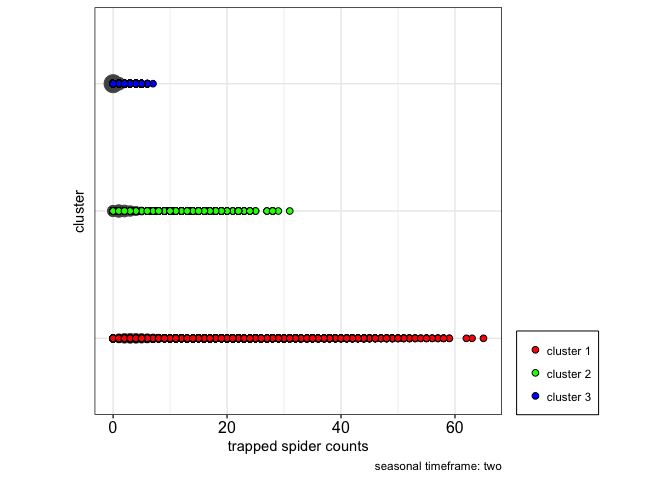 cluster
0
20
40
60
trapped spider counts
seasonal timeframe: two
cluster 1
cluster 2
cluster 3